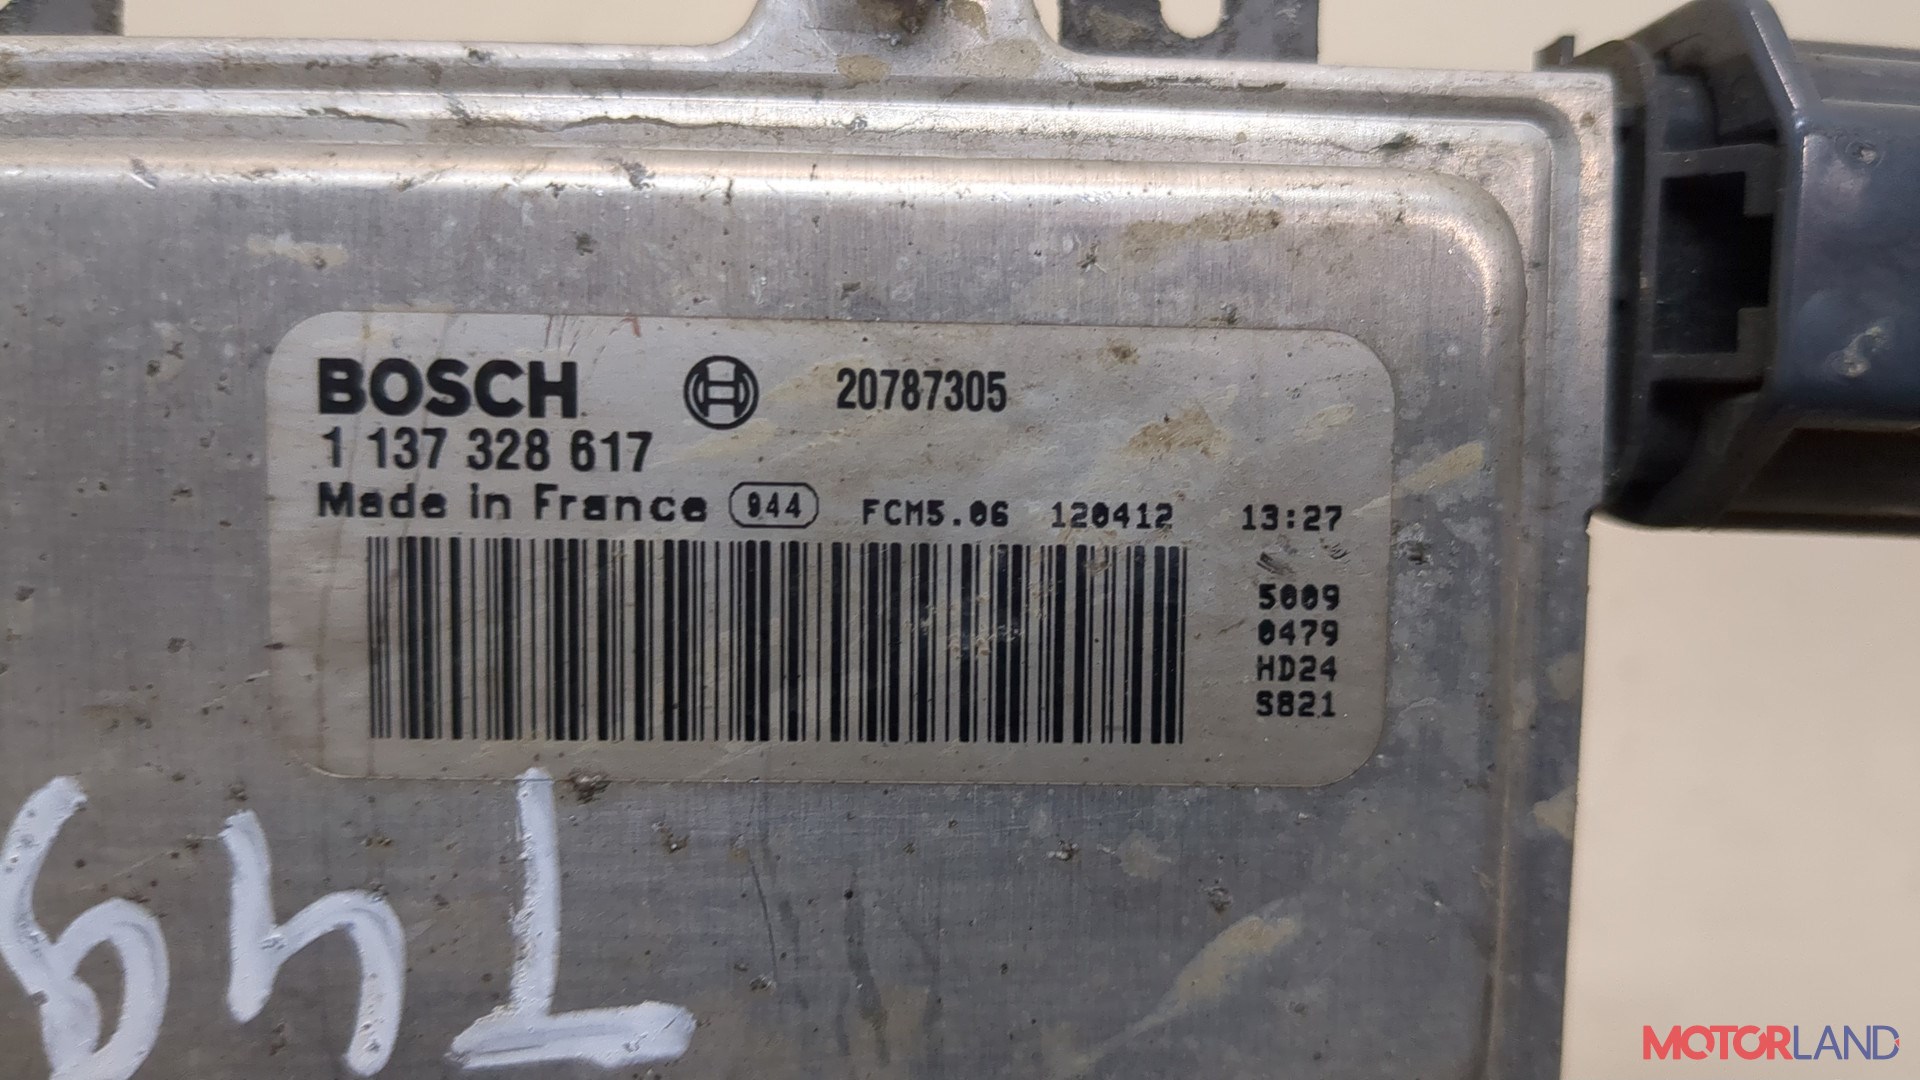 BOSCH 20787305
1 137 328 617
Made in France 944 FCM5.06 120412 13:27
5009
0479
HD24
S821
MOTORLAND